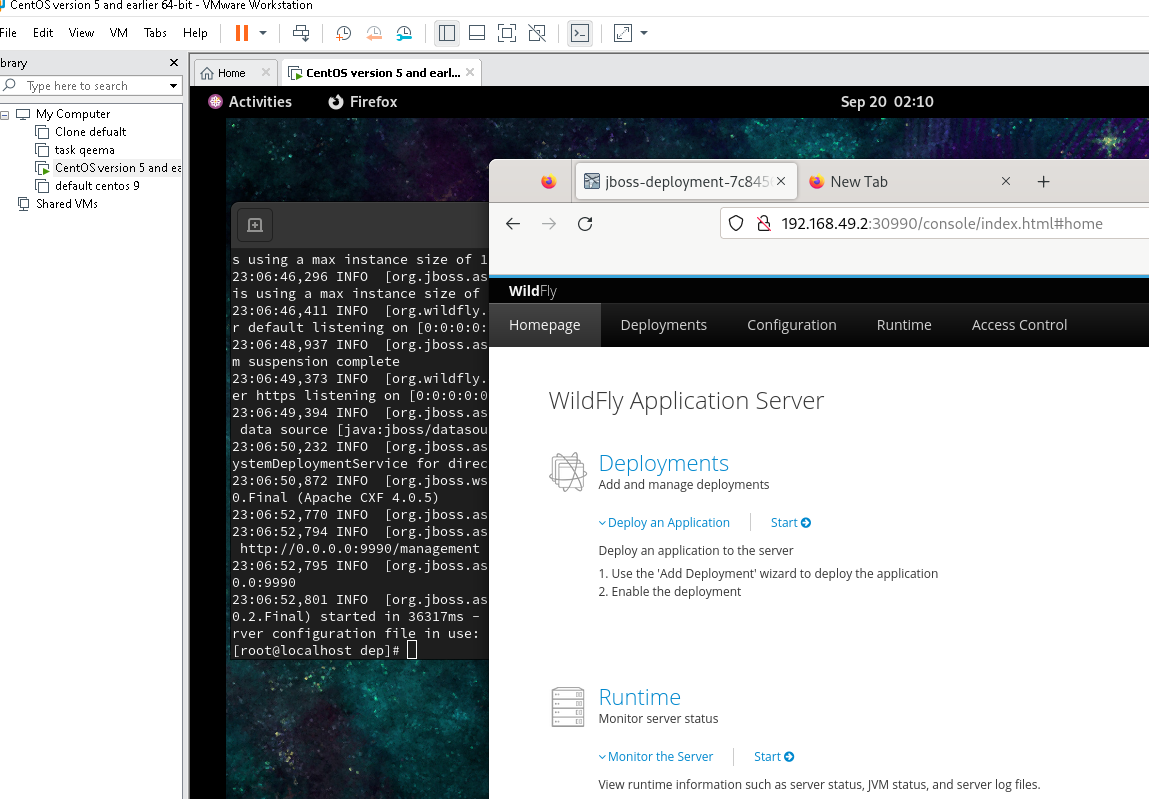 CentOS version 5 and earlier 64-bit - VMware Workstation
File Edit View VM Tabs Help
brary
Type here to search
My Computer
Clone defualt
task qeema
CentOS version 5 and ea
default centos 9
Shared VMs
Home
CentOS version 5 and earl...
Activities Firefox Sep 20 02:10
jboss-deployment-7c845
New Tab
192.168.49.2:30990/console/index.html#home
s using a max instance size of 1
23:06:46,296 INFO [org.jboss.as
is using a max instance size of
23:06:46,411 INFO [org.wildfly.
r default listening on [0:0:0:0:
23:06:48,937 INFO [org.jboss.as
m suspension complete
23:06:49,373 INFO [org.wildfly.
er https listening on [0:0:0:0:0
23:06:49,394 INFO [org.jboss.as
data source [java:jboss/datasou
23:06:50,232 INFO [org.jboss.as
ystemDeploymentService for direc
23:06:50,872 INFO [org.jboss.ws
0.Final (Apache CXF 4.0.5)
23:06:52,770 INFO [org.jboss.as
23:06:52,794 INFO [org.jboss.as
http://0.0.0.0:9990/management
23:06:52,795 INFO [org.jboss.as
0.0:9990
23:06:52,801 INFO [org.jboss.as
0.2.Final) started in 36317ms -
rver configuration file in use:
[root@localhost dep]#
WildFly
Homepage Deployments Configuration Runtime Access Control
WildFly Application Server
Deployments
Add and manage deployments
Deploy an Application Start
Deploy an application to the server
1. Use the 'Add Deployment' wizard to deploy the application
2. Enable the deployment
Runtime
Monitor server status
Monitor the Server Start
View runtime information such as server status, JVM status, and server log files.